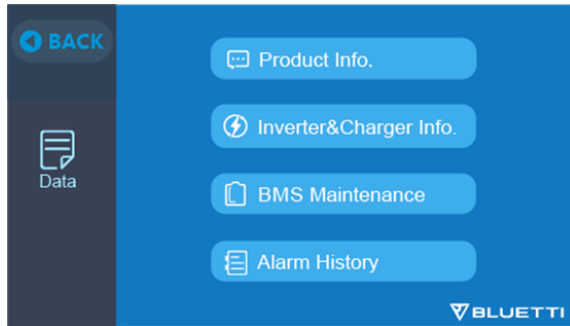 BACK
Data
Product Info.
Inverter&Charger Info.
BMS Maintenance
Alarm History
BLUETTI